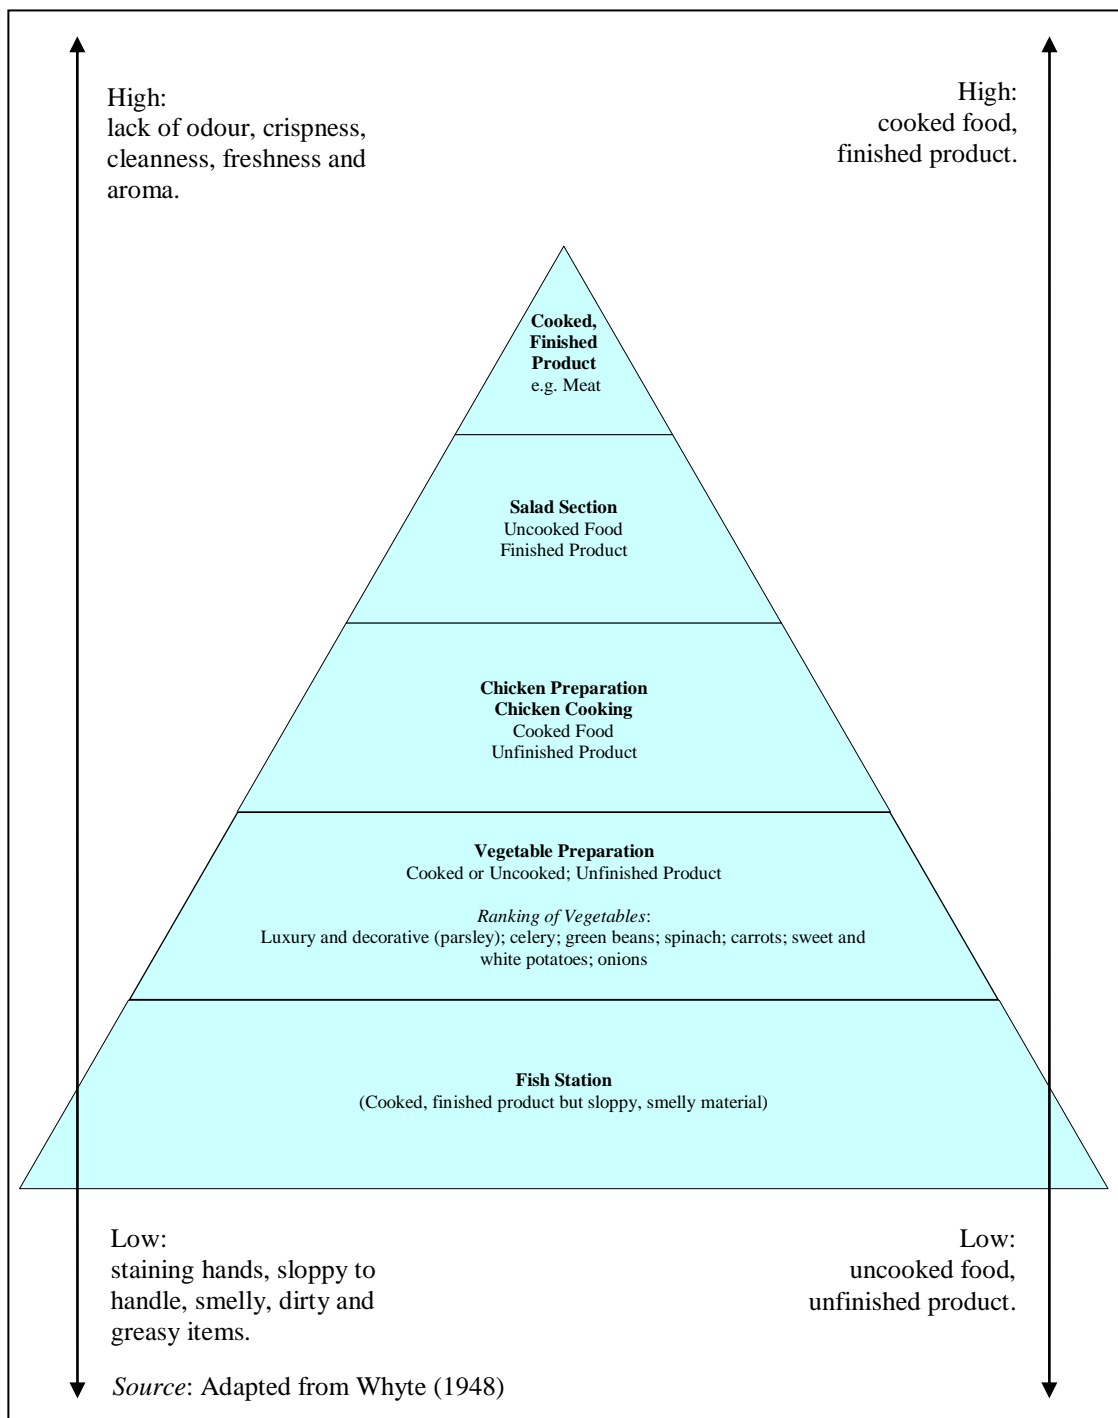 High:
lack of odour, crispness,
cleanness, freshness and
aroma.
High:
cooked food,
finished product.
Cooked,
Finished
Product
e.g. Meat
Salad Section
Uncooked Food
Finished Product
Chicken Preparation
Chicken Cooking
Cooked Food
Unfinished Product
Vegetable Preparation
Cooked or Uncooked; Unfinished Product
Ranking of Vegetables:
Luxury and decorative (parsley); celery; green beans; spinach; carrots; sweet and
white potatoes; onions
Fish Station
(Cooked, finished product but sloppy, smelly material)
Low:
staining hands, sloppy to
handle, smelly, dirty and
greasy items.
Low:
uncooked food,
unfinished product.
Source: Adapted from Whyte (1948)